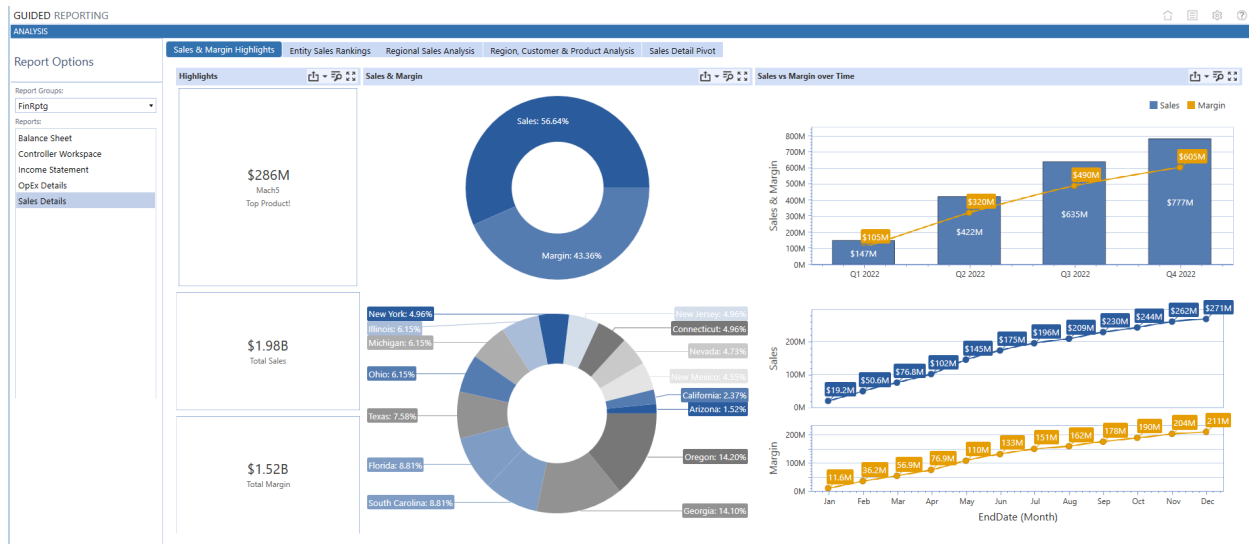 GUIDED REPORTING
ANALYSIS
Report Options
Report Groups:
FinRptg
Reports:
Balance Sheet
Controller Workspace
Income Statement
OpEx Details
Sales Details
Sales & Margin Highlights
Entity Sales Rankings
Regional Sales Analysis
Region, Customer & Product Analysis
Sales Detail Pivot
Highlights
$286M
Mach5
Top Product!
$1.98B
Total Sales
$1.52B
Total Margin
Sales & Margin
Sales: 56.64%
Margin: 43.36%
New York: 4.96%
Illinois: 6.15%
Michigan: 6.15%
Ohio: 6.15%
Texas: 7.58%
Florida: 8.81%
South Carolina: 8.81%
New Jersey: 4.96%
Connecticut: 4.96%
Nevada: 4.73%
New Mexico: 4.55%
California: 2.37%
Arizona: 1.52%
Oregon: 14.20%
Georgia: 14.10%
Sales vs Margin over Time
Sales
Margin
Sales & Margin
800M
700M
600M
500M
400M
300M
200M
100M
0M
$105M
$147M
$320M
$422M
$490M
$635M
$605M
$777M
Q1 2022
Q2 2022
Q3 2022
Q4 2022
Sales
200M
100M
0M
$19.2M
$50.6M
$76.8M
$102M
$145M
$175M
$196M
$209M
$230M
$244M
$262M
$271M
Margin
200M
100M
0M
11.6M
36.2M
56.9M
76.9M
110M
133M
151M
162M
178M
190M
204M
211M
Jan
Feb
Mar
Apr
May
Jun
Jul
Aug
Sep
Oct
Nov
Dec
EndDate (Month)